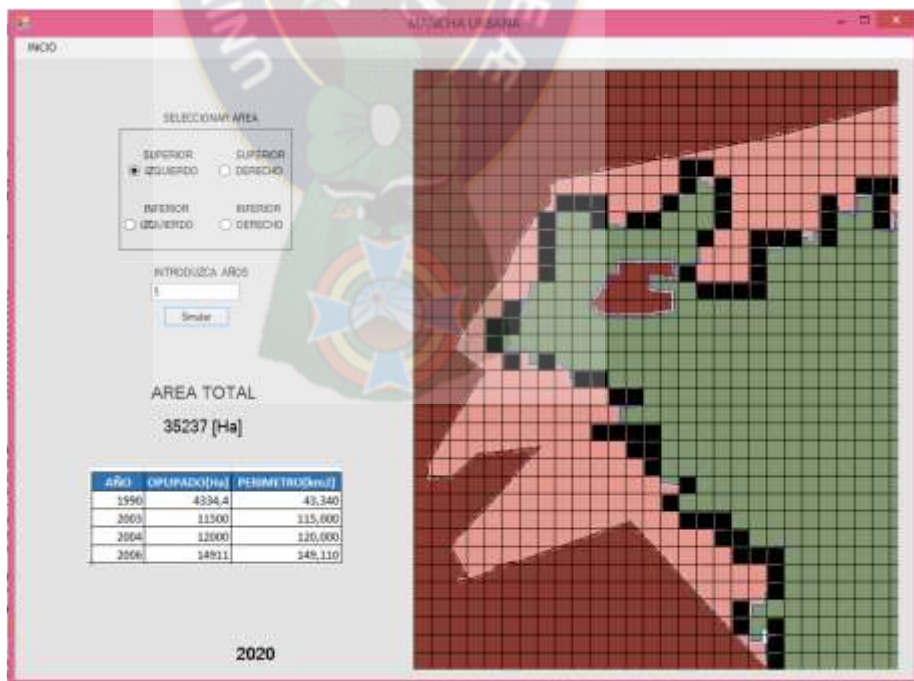 MANCHA URBANA
INICIO
SELECCIONAR AREA
SUPERIOR IZQUIERDO
SUPERIOR DERECHO
INFERIOR IZQUIERDO
INFERIOR DERECHO
INTRODUZCA AÑOS
5
Simular
AREA TOTAL
35237 [Ha]
AÑO OPUPADO[Ha] PERIMETRO[km2]
1990 4334,4 43,340
2003 11500 115,000
2004 12000 120,000
2006 14911 149,110
2020